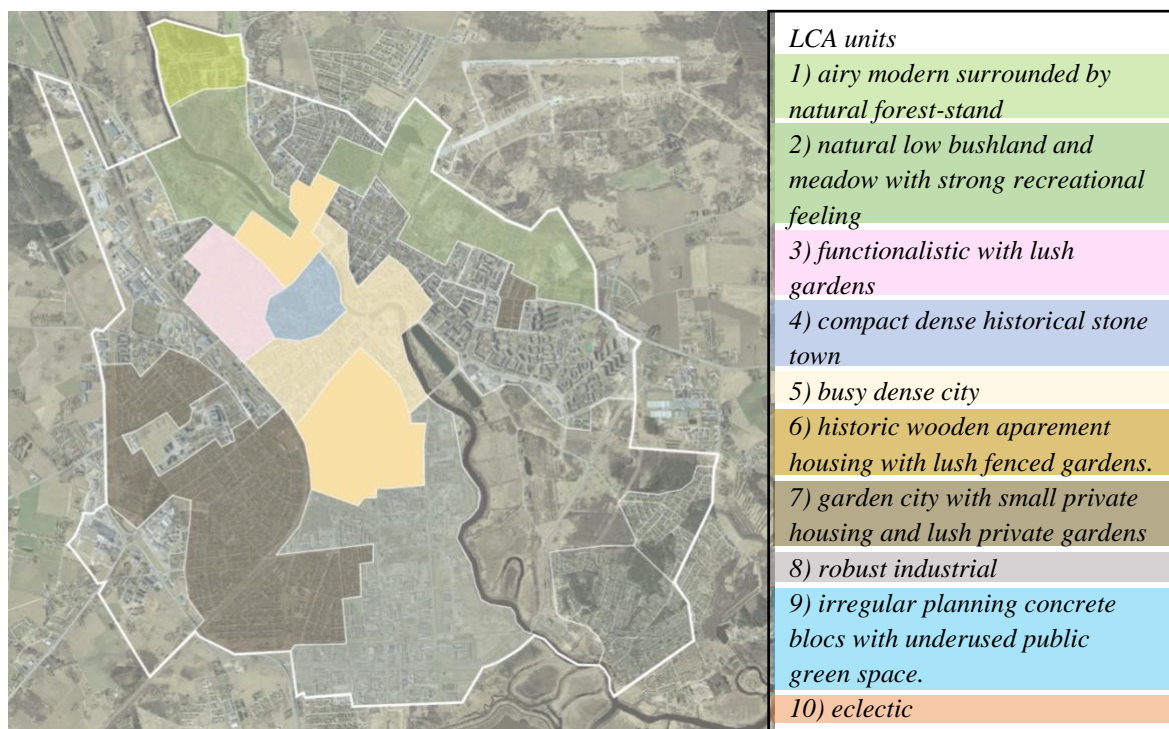 LCA units
1) airy modern surrounded by
natural forest-stand
2) natural low bushland and
meadow with strong recreational
feeling
3) functionalistic with lush
gardens
4) compact dense historical stone
town
5) busy dense city
6) historic wooden aparement
housing with lush fenced gardens.
7) garden city with small private
housing and lush private gardens
8) robust industrial
9) irregular planning concrete
blocs with underused public
green space.
10) eclectic